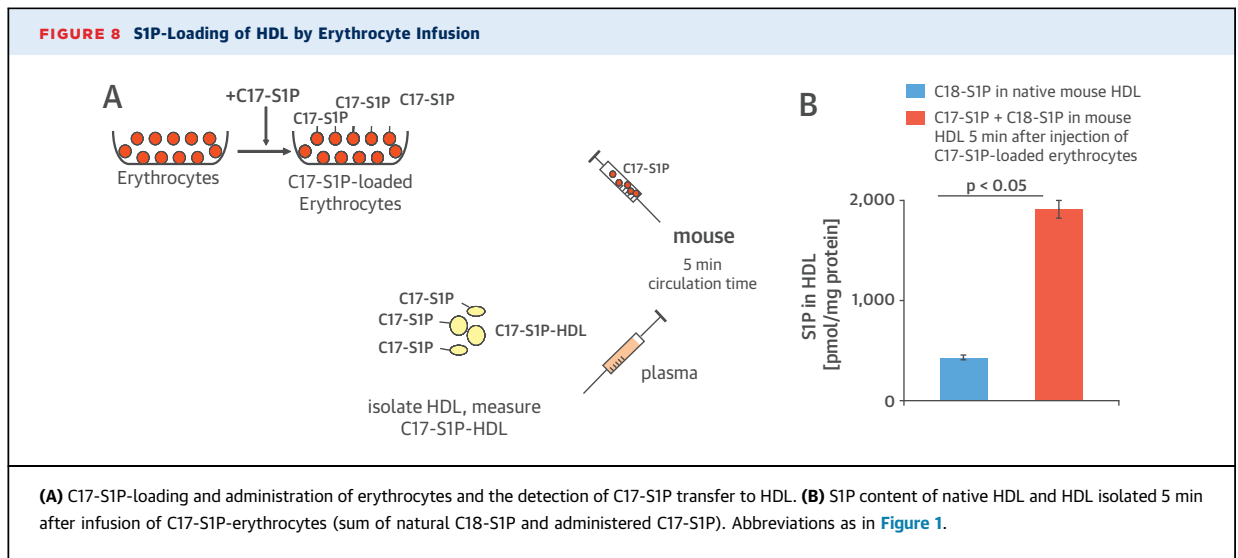 FIGURE 8 S1P-Loading of HDL by Erythrocyte Infusion
A
+C17-S1P
C17-S1P
C17-S1P
C17-S1P
Erythrocytes
C17-S1P-loaded
Erythrocytes
C17-S1P
mouse
5 min
circulation time
C17-S1P
C17-S1P
C17-S1P
C17-S1P-HDL
plasma
isolate HDL, measure
C17-S1P-HDL
B
C18-S1P in native mouse HDL
C17-S1P + C18-S1P in mouse
HDL 5 min after injection of
C17-S1P-loaded erythrocytes
p < 0.05
S1P in HDL
[pmol/mg protein]
2,000
1,000
0
(A) C17-S1P-loading and administration of erythrocytes and the detection of C17-S1P transfer to HDL. (B) S1P content of native HDL and HDL isolated 5 min
after infusion of C17-S1P-erythrocytes (sum of natural C18-S1P and administered C17-S1P). Abbreviations as in Figure 1.